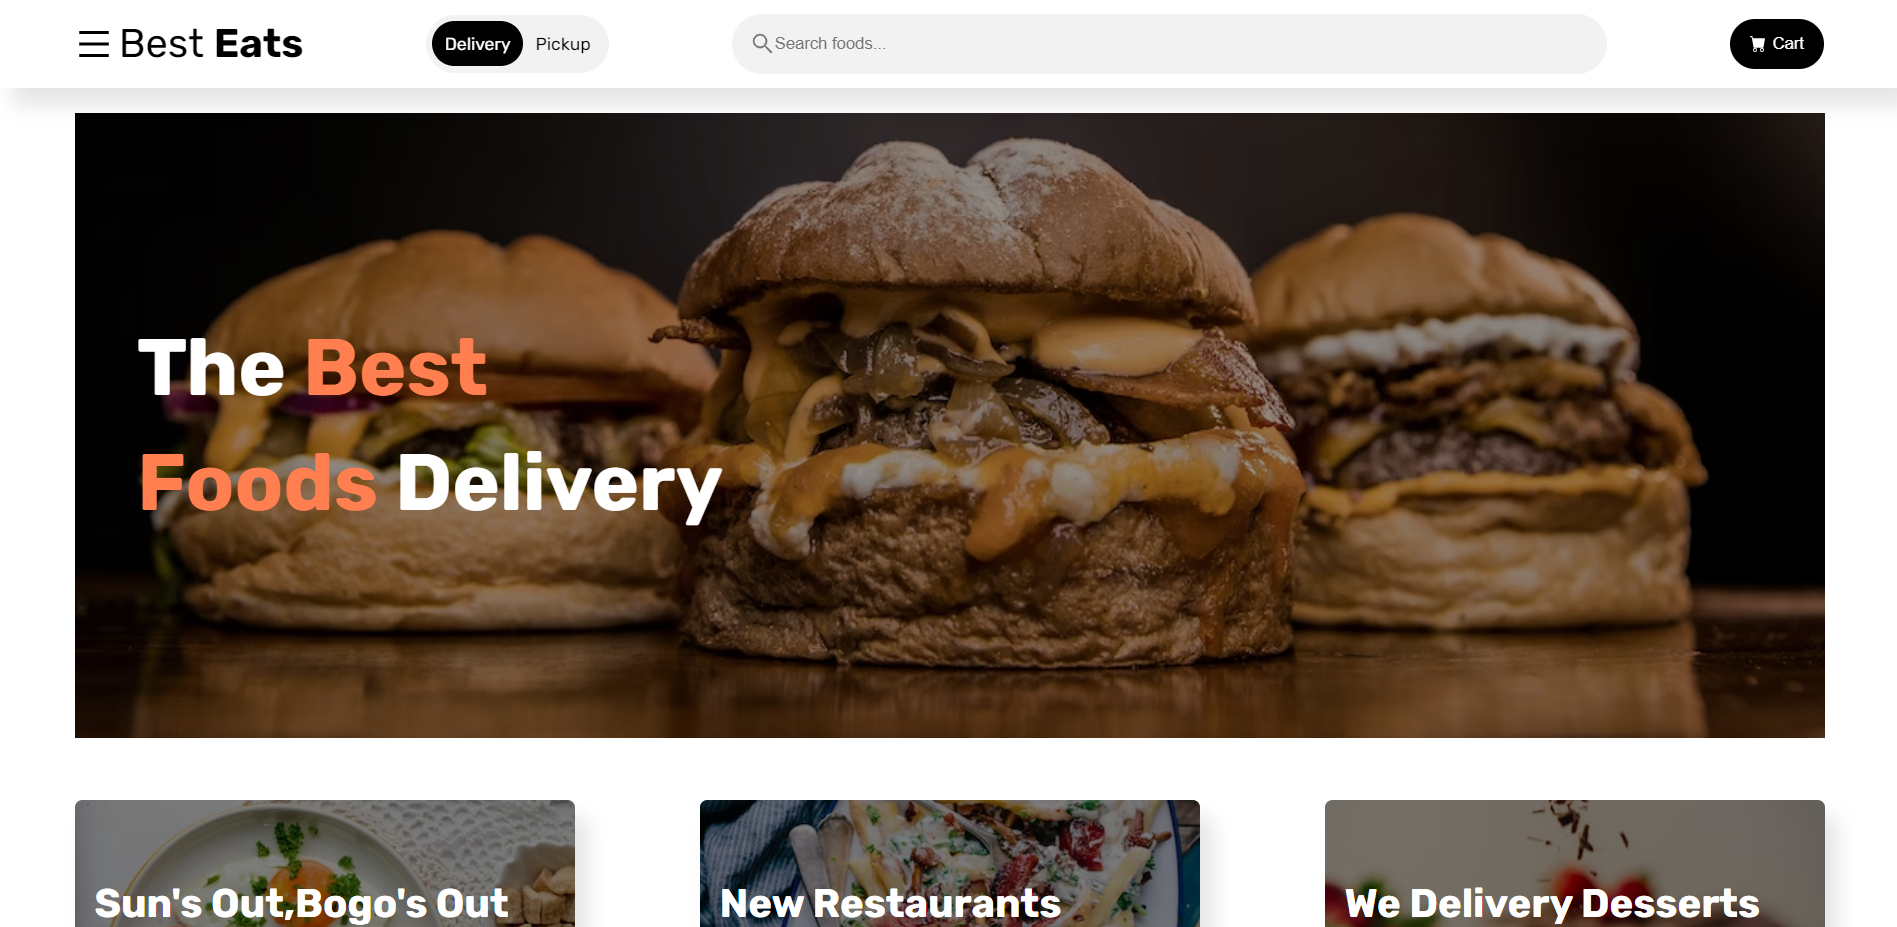 Best Eats
Delivery Pickup
Search foods...
Cart
The Best
Foods Delivery
Sun's Out,Bogo's Out
New Restaurants
We Delivery Desserts